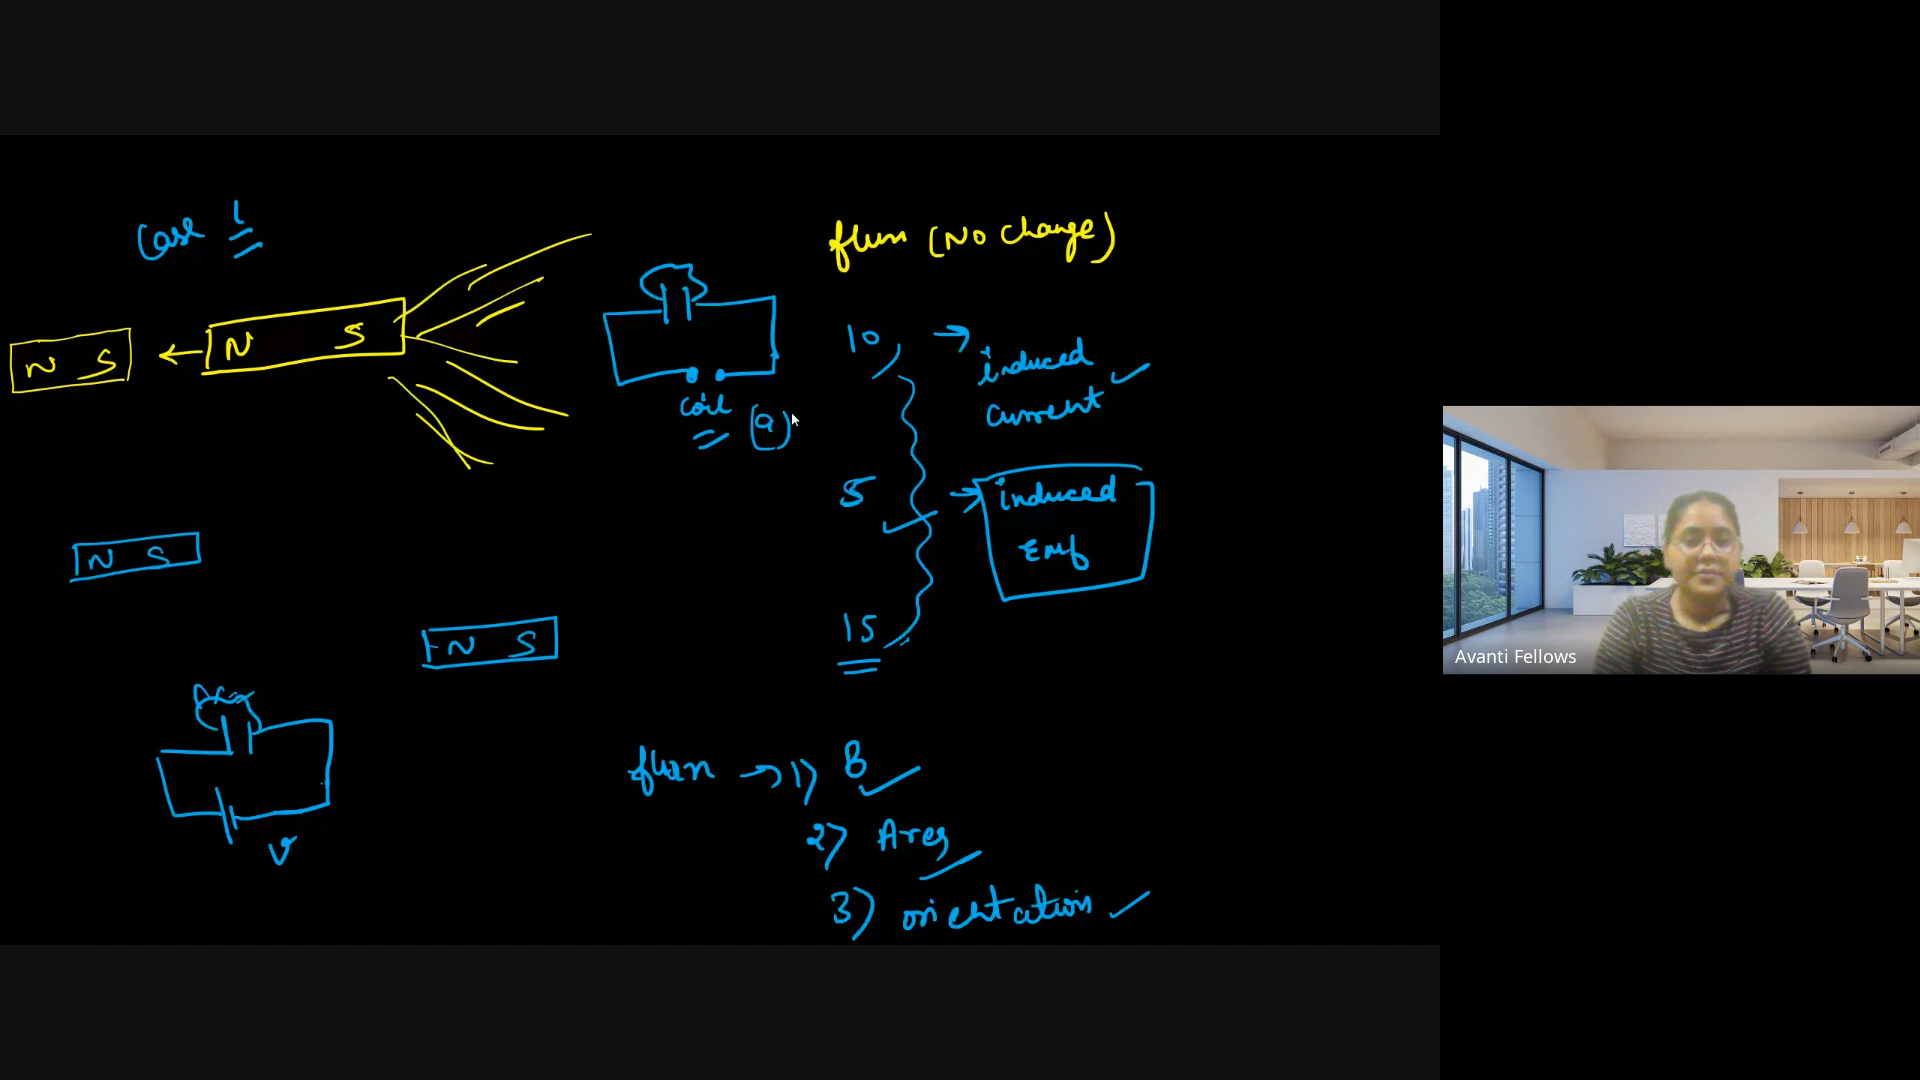 Case 1
flux (No change)
N S
N S
10,
→ induced
current
coil
(a)
5
→ induced
Emf
N S
N S
15
flux → 1) B
2) Area
3) orientation
V
Avanti Fellows